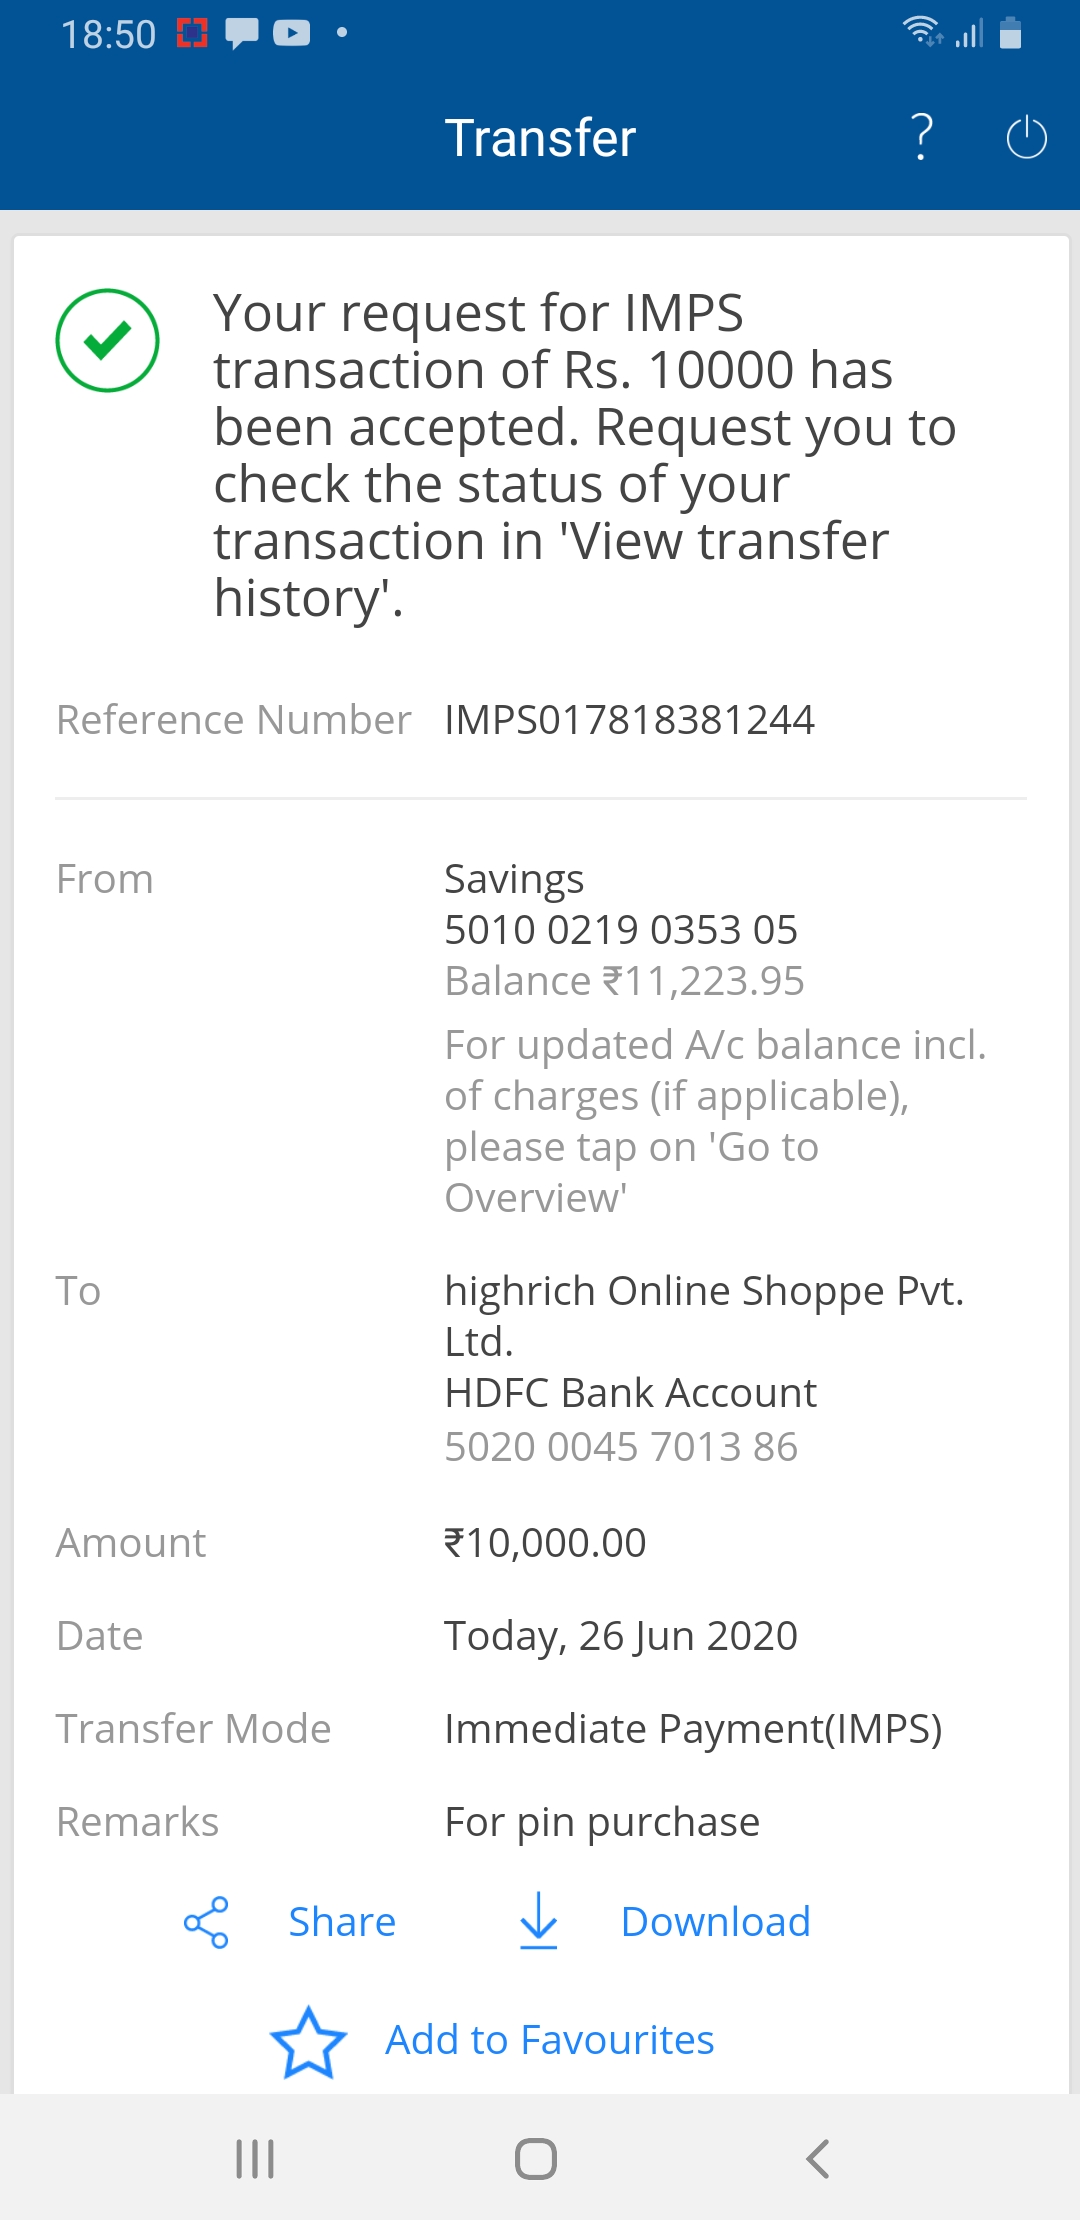 18:50
Transfer
?
Your request for IMPS
transaction of Rs. 10000 has
been accepted. Request you to
check the status of your
transaction in 'View transfer
history'.
Reference Number IMPS017818381244
From Savings
5010 0219 0353 05
Balance ₹11,223.95
For updated A/c balance incl.
of charges (if applicable),
please tap on 'Go to
Overview'
To highrich Online Shoppe Pvt.
Ltd.
HDFC Bank Account
5020 0045 7013 86
Amount ₹10,000.00
Date Today, 26 Jun 2020
Transfer Mode Immediate Payment(IMPS)
Remarks For pin purchase
Share Download
Add to Favourites